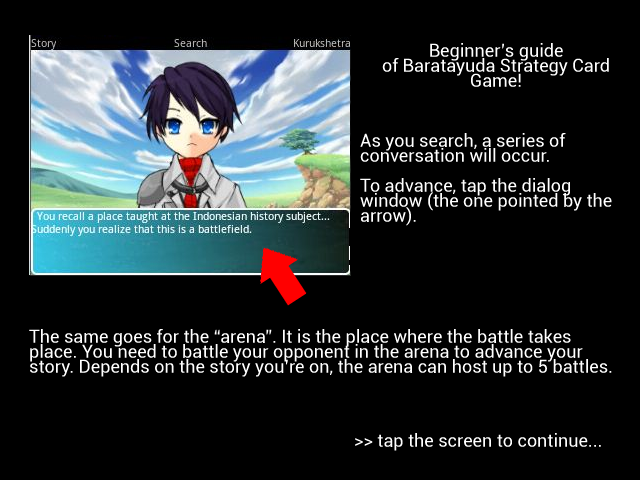 Story Search Kurukshetra
Beginner's guide
of Baratayuda Strategy Card
Game!
You recall a place taught at the Indonesian history subject...
Suddenly you realize that this is a battlefield.
As you search, a series of
conversation will occur.
To advance, tap the dialog
window (the one pointed by the
arrow).
The same goes for the “arena”. It is the place where the battle takes
place. You need to battle your opponent in the arena to advance your
story. Depends on the story you're on, the arena can host up to 5 battles.
>> tap the screen to continue...